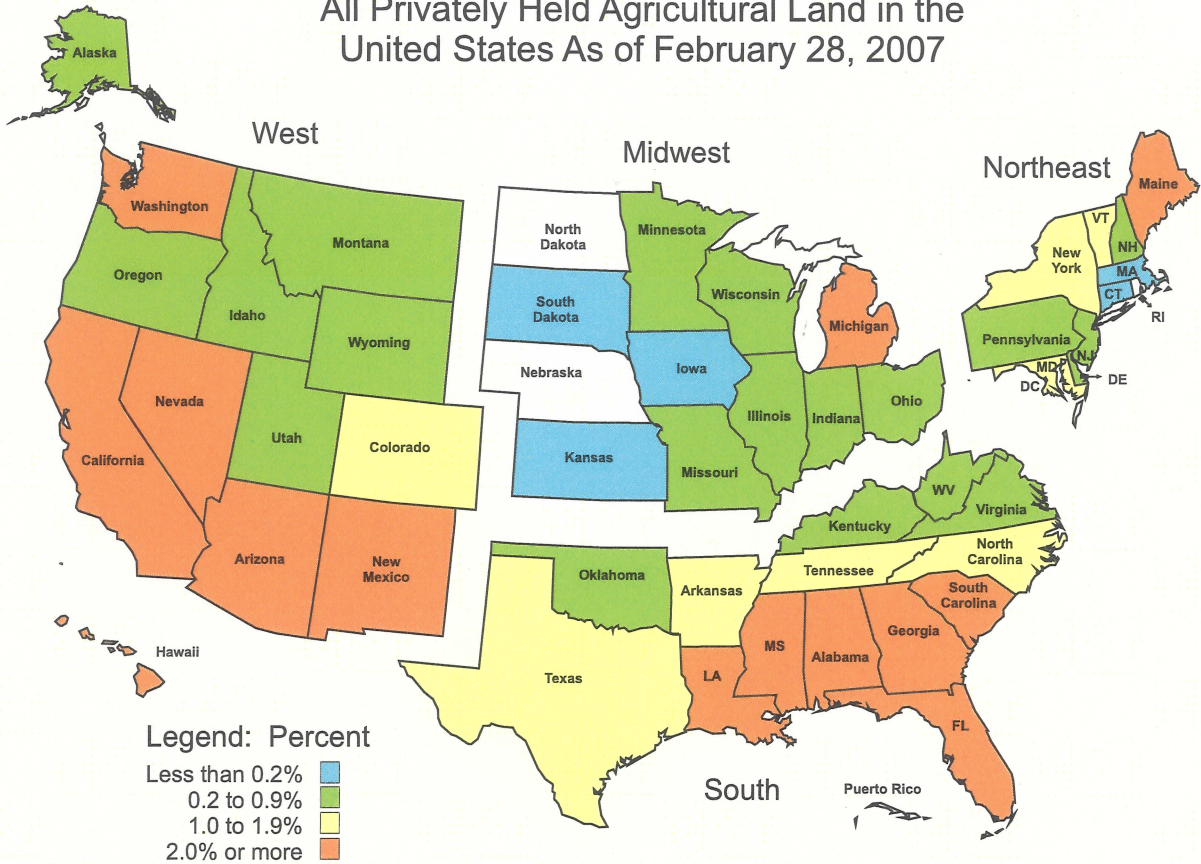 All Privately Held Agricultural Land in the
United States As of February 28, 2007
West
Midwest
Northeast
South
Alaska
Washington
Oregon
Montana
Idaho
Wyoming
Nevada
Utah
Colorado
California
Arizona
New
Mexico
Hawaii
North
Dakota
South
Dakota
Nebraska
Kansas
Minnesota
Wisconsin
Michigan
Iowa
Illinois
Indiana
Ohio
Missouri
Maine
VT
NH
New
York
MA
CT
RI
Pennsylvania
NJ
MD
DC
DE
WV
Virginia
Kentucky
North
Carolina
Tennessee
South
Carolina
Oklahoma
Arkansas
Texas
LA
MS
Alabama
Georgia
FL
Puerto Rico
Legend: Percent
Less than 0.2%
0.2 to 0.9%
1.0 to 1.9%
2.0% or more